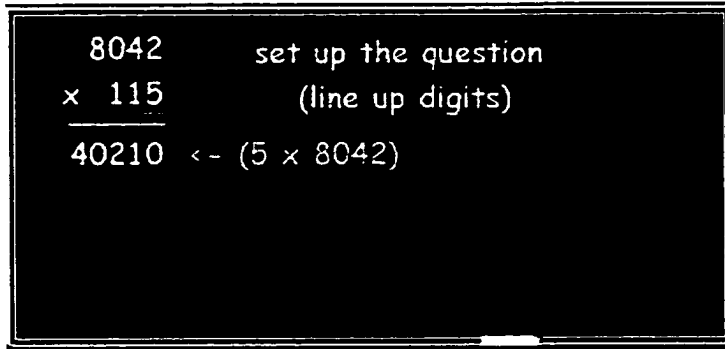 8042 set up the question
x 115 (line up digits)
40210 <- (5 x 8042)